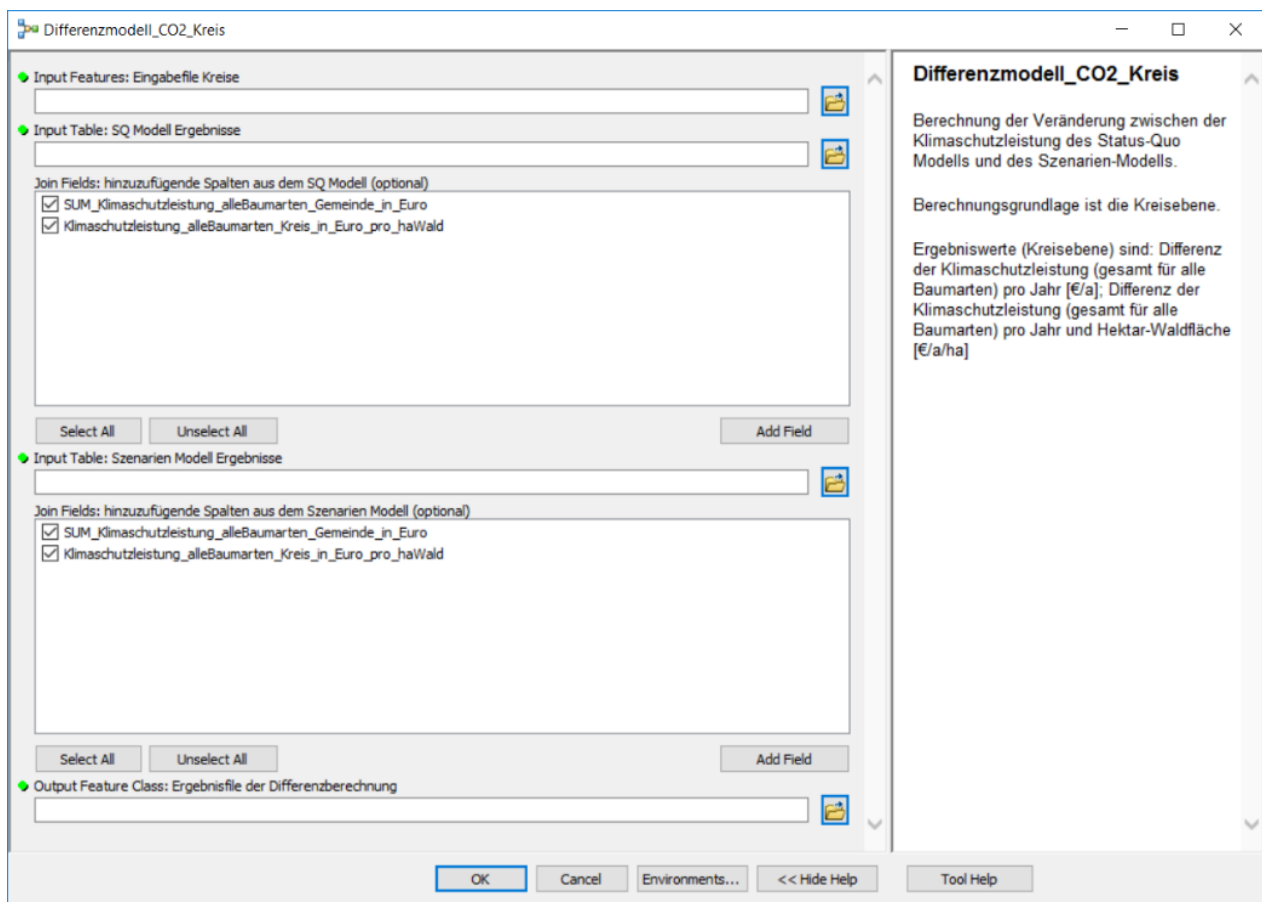 Differenzmodell_CO2_Kreis
Input Features: Eingabefile Kreise
Input Table: SQ Modell Ergebnisse
Join Fields: hinzuzufügende Spalten aus dem SQ Modell (optional)
SUM_Klimaschutzleistung_alleBaumarten_Gemeinde_in_Euro
Klimaschutzleistung_alleBaumarten_Kreis_in_Euro_pro_haWald
Select All Unselect All Add Field
Input Table: Szenarien Modell Ergebnisse
Join Fields: hinzuzufügende Spalten aus dem Szenarien Modell (optional)
SUM_Klimaschutzleistung_alleBaumarten_Gemeinde_in_Euro
Klimaschutzleistung_alleBaumarten_Kreis_in_Euro_pro_haWald
Select All Unselect All Add Field
Output Feature Class: Ergebnisfile der Differenzberechnung
Differenzmodell_CO2_Kreis
Berechnung der Veränderung zwischen der
Klimaschutzleistung des Status-Quo
Modells und des Szenarien-Modells.
Berechnungsgrundlage ist die Kreisebene.
Ergebniswerte (Kreisebene) sind: Differenz
der Klimaschutzleistung (gesamt für alle
Baumarten) pro Jahr [€/a]; Differenz der
Klimaschutzleistung (gesamt für alle
Baumarten) pro Jahr und Hektar-Waldfläche
[€/a/ha]
OK Cancel Environments... << Hide Help Tool Help